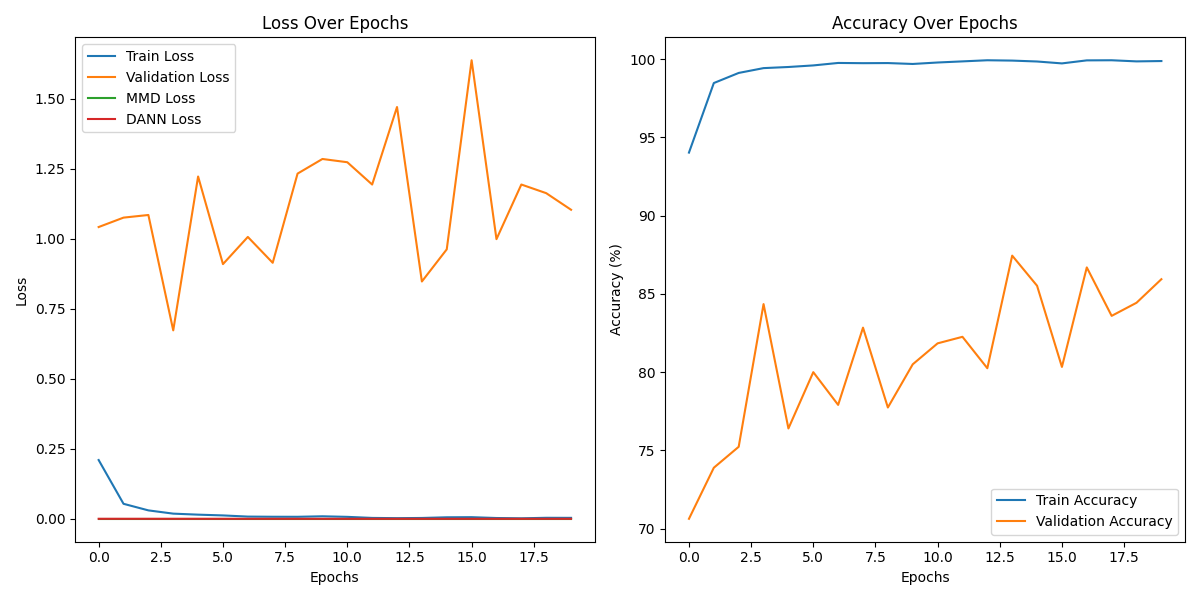 Loss Over Epochs
Train Loss
Validation Loss
MMD Loss
DANN Loss
1.50
1.25
1.00
0.75
0.50
0.25
0.00
Loss
0.0 2.5 5.0 7.5 10.0 12.5 15.0 17.5
Epochs
Accuracy Over Epochs
100
95
90
85
80
75
70
Accuracy (%)
Train Accuracy
Validation Accuracy
0.0 2.5 5.0 7.5 10.0 12.5 15.0 17.5
Epochs